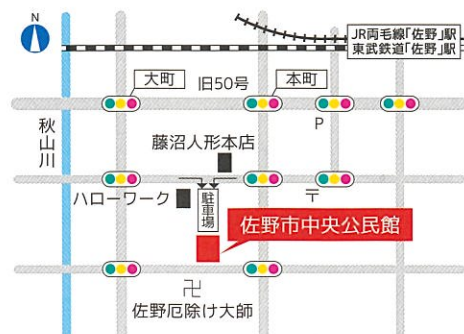 N
JR両毛線「佐野」駅
東武鉄道「佐野」駅
大町
旧50号
本町
秋山川
P
藤沼人形本店
ハローワーク
駐車場
〒
佐野市中央公民館
卍
佐野厄除け大師